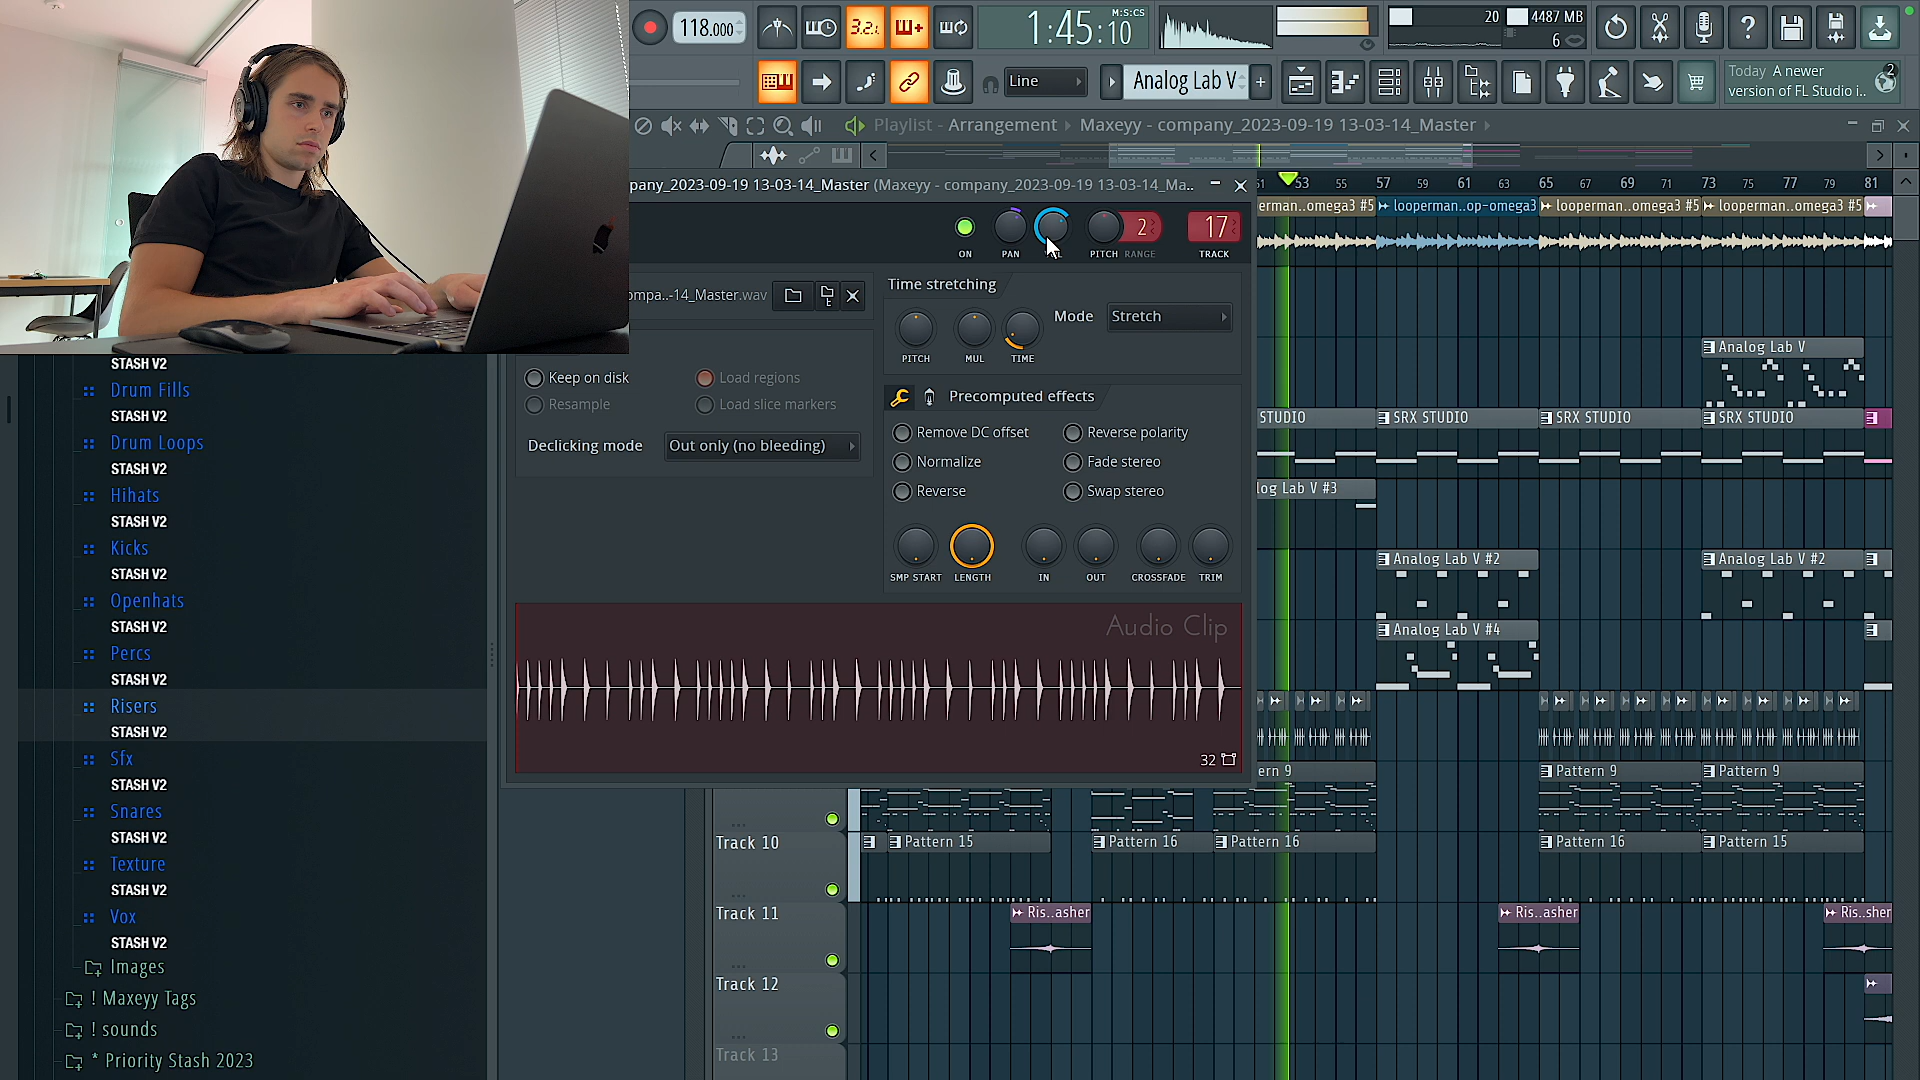 118.000
3.2.
M:S:CS
1:45:10
20
4487 MB
6
Line
Analog Lab V
Today A newer
version of FL Studio i..
2
Playlist - Arrangement
Maxeyy - company_2023-09-19 13-03-14_Master
pany_2023-09-19 13-03-14_Master (Maxeyy - company_2023-09-19 13-03-14_Ma..
51 53 55 57 59 61 63 65 67 69 71 73 75 77 79 81
erman..omega3 #5
looperman..op-omega3
looperman..omega3 #5
looperman..omega3 #5
2
17
ON
PAN
PITCH
RANGE
TRACK
ompa..-14_Master.wav
Time stretching
Mode
Stretch
PITCH
MUL
TIME
Keep on disk
Load regions
Resample
Load slice markers
Declicking mode
Out only (no bleeding)
Precomputed effects
Remove DC offset
Reverse polarity
Normalize
Fade stereo
Reverse
Swap stereo
SMP START
LENGTH
IN
OUT
CROSSFADE
TRIM
Audio Clip
32
Analog Lab V
STUDIO
SRX STUDIO
SRX STUDIO
SRX STUDIO
log Lab V #3
Analog Lab V #2
Analog Lab V #2
Analog Lab V #4
ern 9
Pattern 9
Pattern 9
Track 10
Pattern 15
Pattern 16
Pattern 16
Pattern 16
Pattern 15
Track 11
Ris..asher
Ris..asher
Ris..sher
Track 12
Track 13
STASH V2
Drum Fills
STASH V2
Drum Loops
STASH V2
Hihats
STASH V2
Kicks
STASH V2
Openhats
STASH V2
Percs
STASH V2
Risers
STASH V2
Sfx
STASH V2
Snares
STASH V2
Texture
STASH V2
Vox
STASH V2
Images
! Maxeyy Tags
! sounds
* Priority Stash 2023